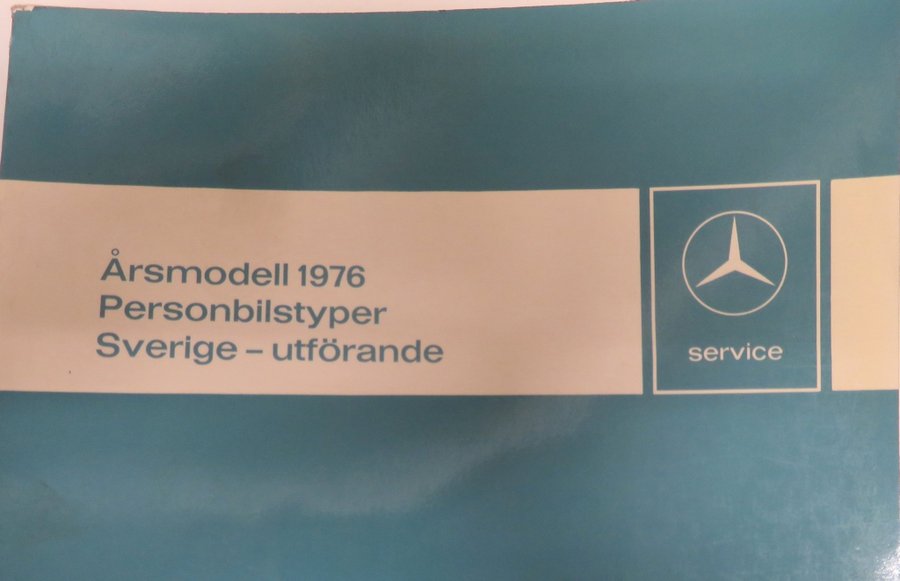 Årsmodell 1976
Personbilstyper
Sverige – utförande
service